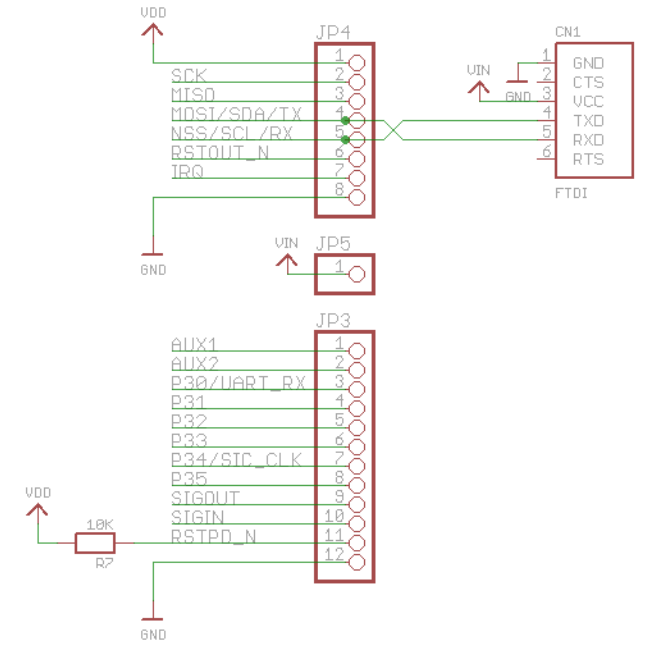 VDD
JP4
1
SCK 2
MISO 3
MOSI/SDA/TX 4
NSS/SCL/RX 5
RSTOUT_N 6
IRQ 7
8
GND
CN1
1 GND
2 CTS
3 VCC
4 TXD
5 RXD
6 RTS
VIN
GND
FTDI
VIN
JP5
1
JP3
AUX1 1
AUX2 2
P30/UART_RX 3
P31 4
P32 5
P33 6
P34/SIC_CLK 7
P35 8
SIGOUT 9
SIGIN 10
RSTPD_N 11
12
VDD
10K
R7
GND